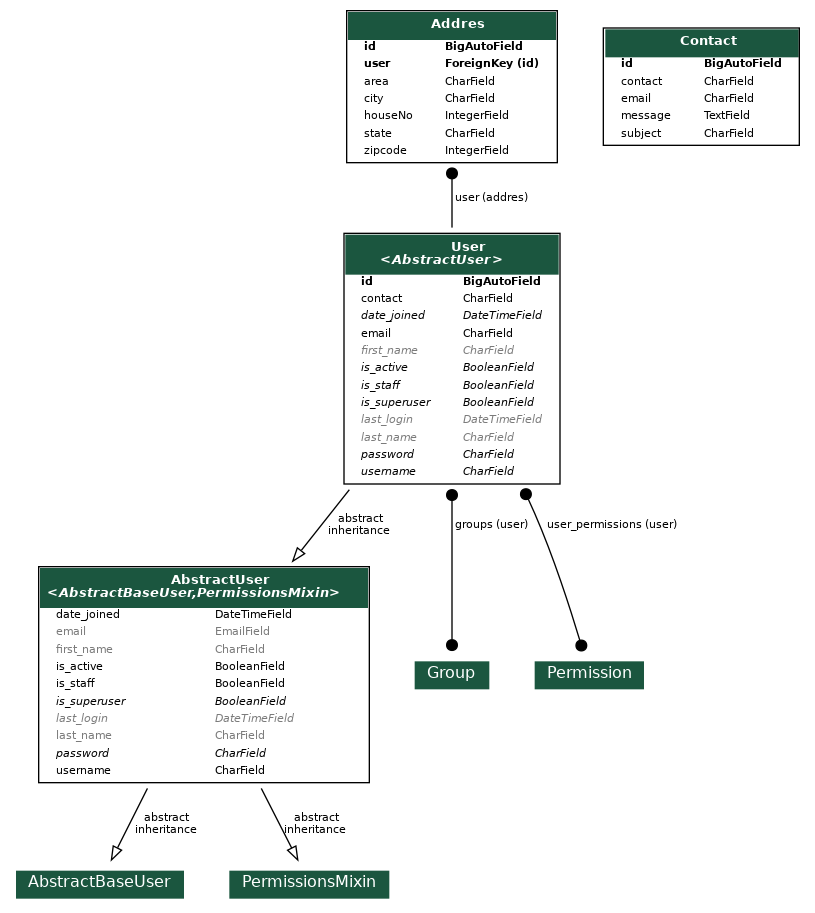 Addres
id BigAutoField
user ForeignKey (id)
area CharField
city CharField
houseNo IntegerField
state CharField
zipcode IntegerField
Contact
id BigAutoField
contact CharField
email CharField
message TextField
subject CharField
user (addres)
User
<AbstractUser>
id BigAutoField
contact CharField
date_joined DateTimeField
email CharField
first_name CharField
is_active BooleanField
is_staff BooleanField
is_superuser BooleanField
last_login DateTimeField
last_name CharField
password CharField
username CharField
abstract
inheritance
groups (user)
user_permissions (user)
AbstractUser
<AbstractBaseUser,PermissionsMixin>
date_joined DateTimeField
email EmailField
first_name CharField
is_active BooleanField
is_staff BooleanField
is_superuser BooleanField
last_login DateTimeField
last_name CharField
password CharField
username CharField
Group
Permission
abstract
inheritance
abstract
inheritance
AbstractBaseUser
PermissionsMixin